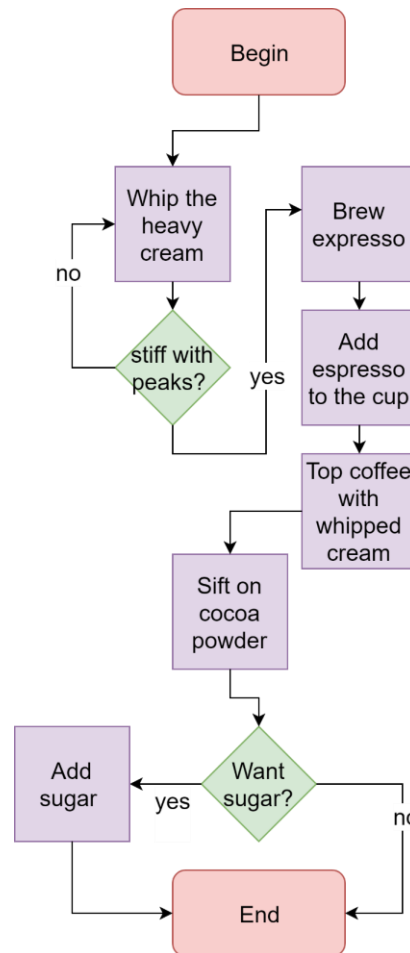 Begin
Whip the
heavy
cream
no
stiff with
peaks?
yes
Brew
expresso
Add
espresso
to the cup
Top coffee
with
whipped
cream
Sift on
cocoa
powder
Want
sugar?
yes
Add
sugar
no
End